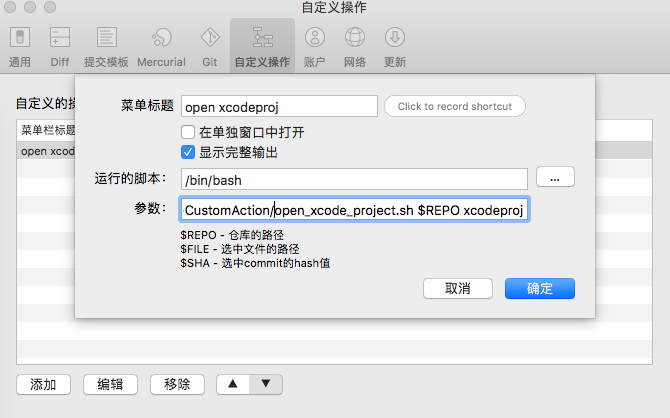 自定义操作
通用 Diff 提交模板 Mercurial Git 自定义操作 账户 网络 更新
自定义的操
菜单栏标题
open xcod
菜单标题 open xcodeproj Click to record shortcut
在单独窗口中打开
显示完整输出
运行的脚本: /bin/bash ...
参数: CustomAction/open_xcode_project.sh $REPO xcodeproj
$REPO - 仓库的路径
$FILE - 选中文件的路径
$SHA - 选中commit的hash值
取消 确定
添加 编辑 移除 ▲ ▼